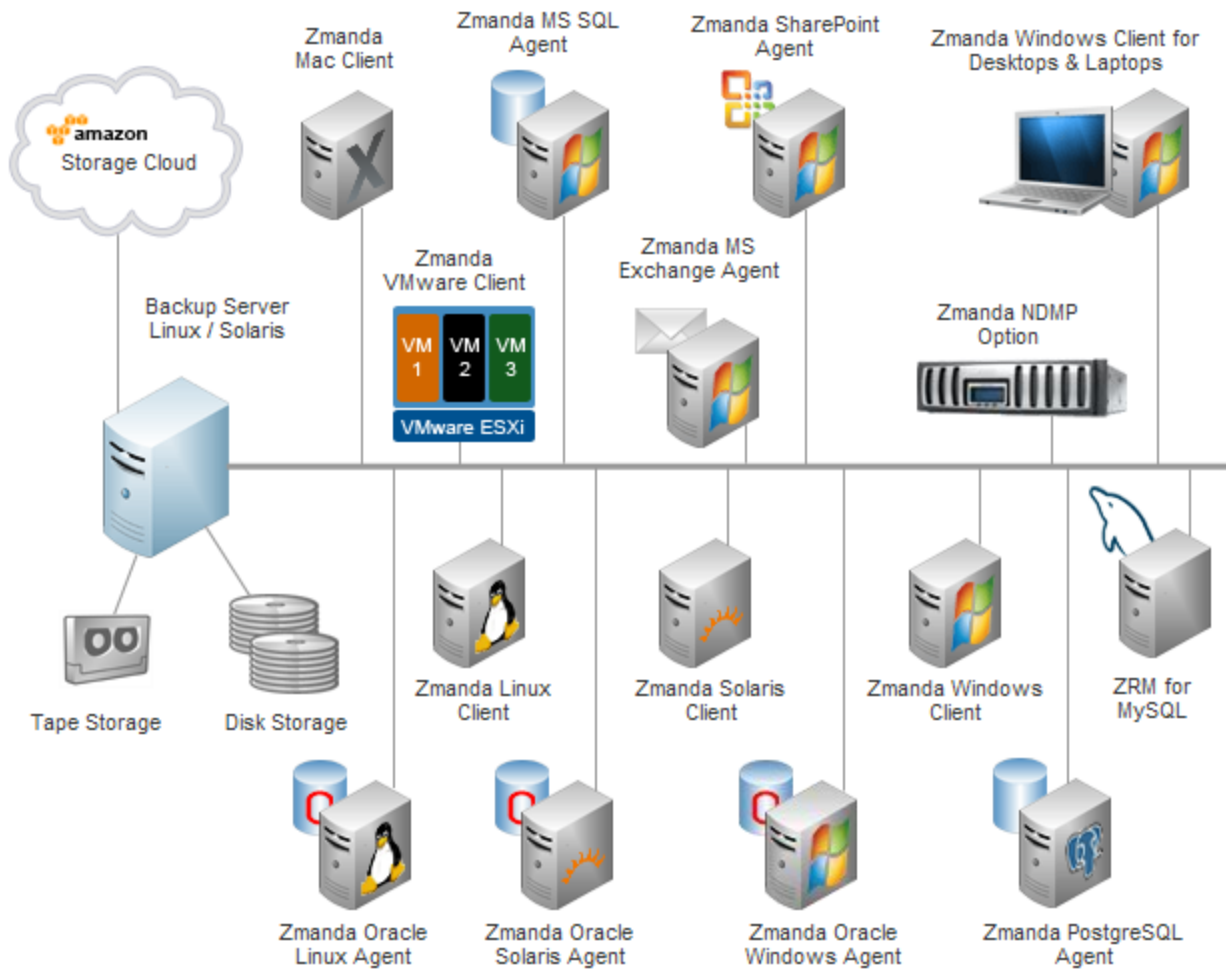 Zmanda
Mac Client
Zmanda MS SQL
Agent
Zmanda SharePoint
Agent
Zmanda Windows Client for
Desktops & Laptops
amazon
Storage Cloud
Zmanda
VMware Client
Zmanda MS
Exchange Agent
Backup Server
Linux / Solaris
Zmanda NDMP
Option
VM
1
VM
2
VM
3
VMware ESXi
Zmanda Linux
Client
Zmanda Solaris
Client
Zmanda Windows
Client
ZRM for
MySQL
Tape Storage
Disk Storage
Zmanda Oracle
Linux Agent
Zmanda Oracle
Solaris Agent
Zmanda Oracle
Windows Agent
Zmanda PostgreSQL
Agent